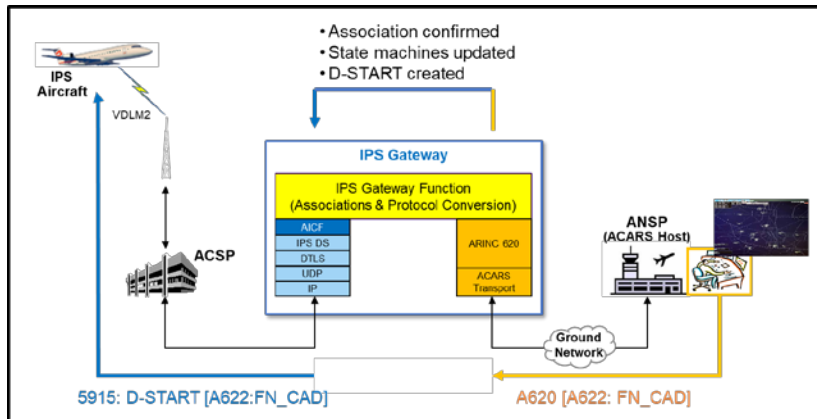 • Association confirmed
• State machines updated
• D-START created
IPS
Aircraft
VDLM2
IPS Gateway
IPS Gateway Function
(Associations & Protocol Conversion)
AICF
IPS DS
DTLS
UDP
IP
ARINC 620
ACARS
Transport
ACSP
ANSP
(ACARS Host)
Ground
Network
5915: D-START [A622:FN_CAD]
A620 [A622: FN_CAD]